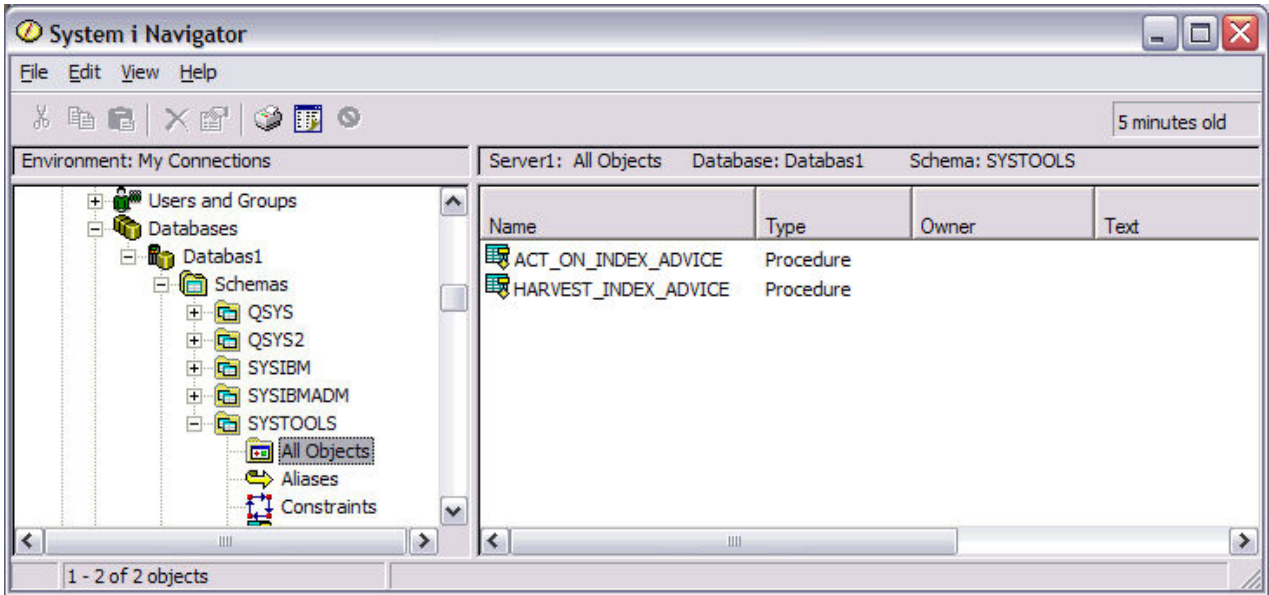 System i Navigator
File Edit View Help
5 minutes old
Environment: My Connections
Server1: All Objects Database: Databas1 Schema: SYSTOOLS
Users and Groups
Databases
Databas1
Schemas
QSYS
QSYS2
SYSIBM
SYSIBMADM
SYSTOOLS
All Objects
Aliases
Constraints
Name Type Owner Text
ACT_ON_INDEX_ADVICE Procedure
HARVEST_INDEX_ADVICE Procedure
1 - 2 of 2 objects